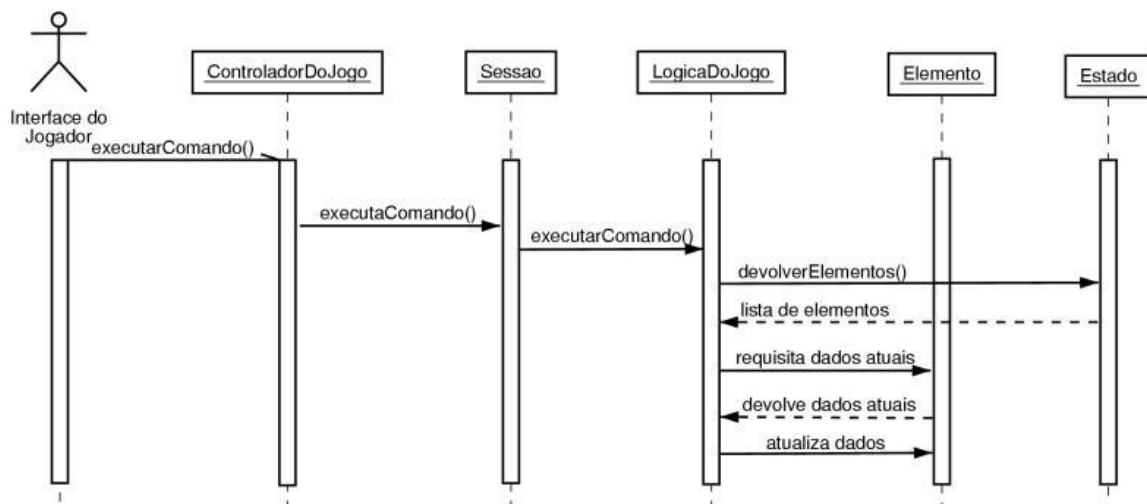 ControladorDoJogo
Sessao
LogicaDoJogo
Elemento
Estado
Interface do
Jogador
executarComando()
executaComando()
executarComando()
devolverElementos()
lista de elementos
requisita dados atuais
devolve dados atuais
atualiza dados